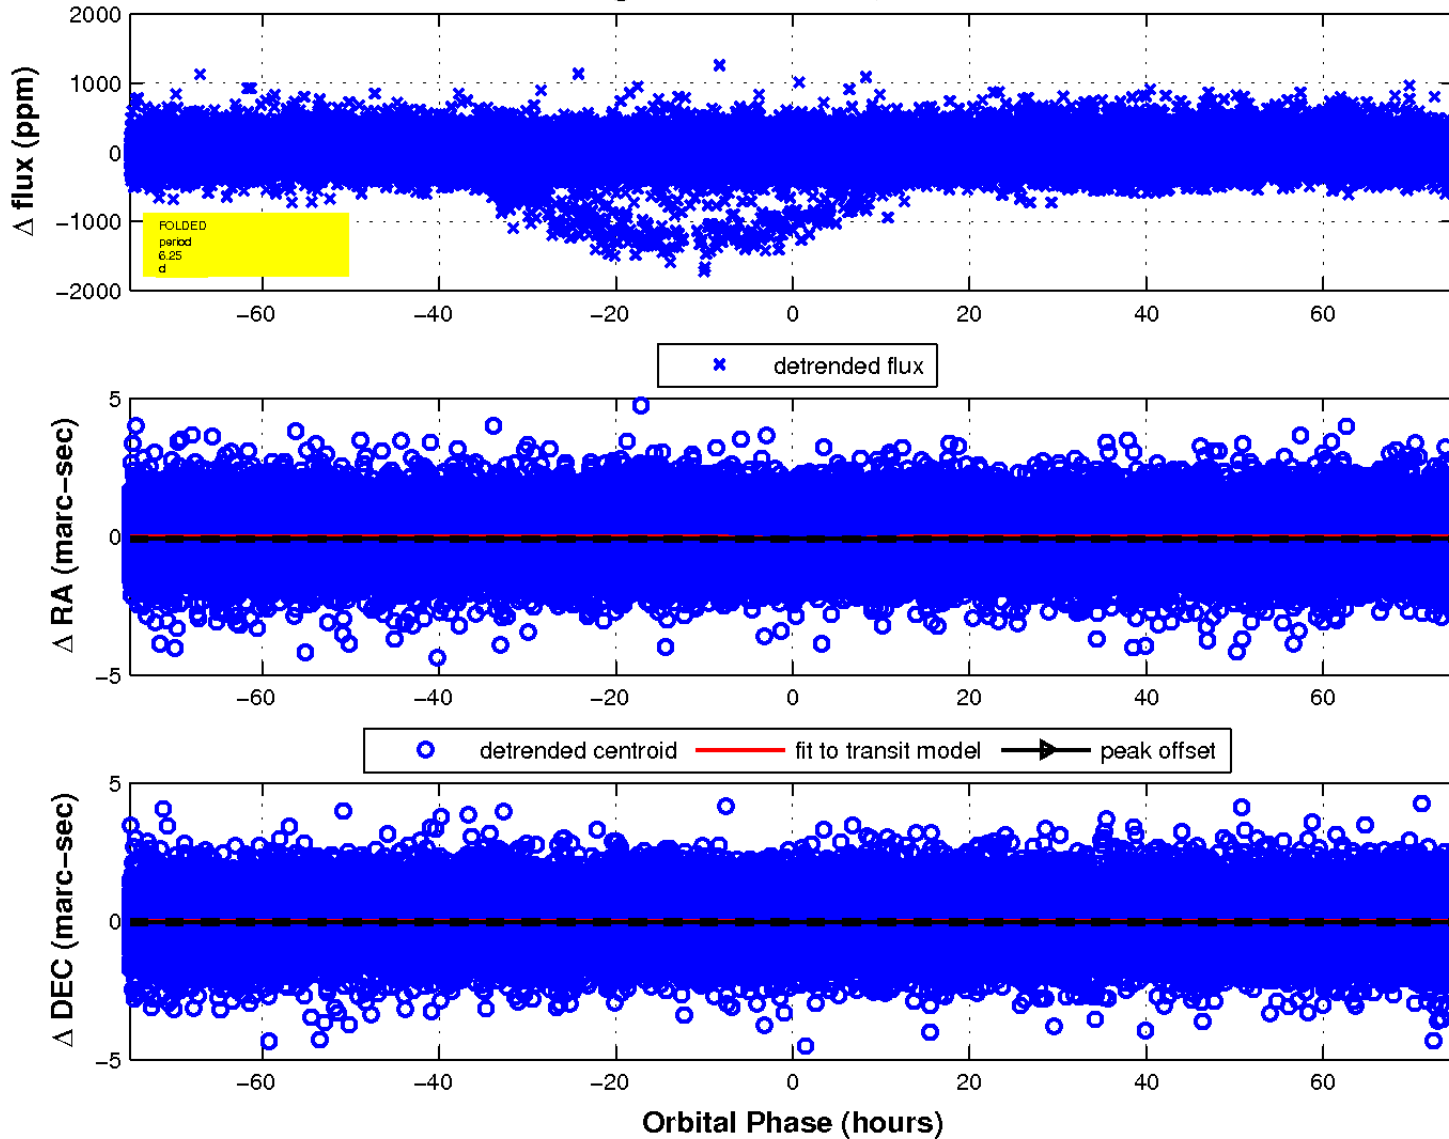 2000
1000
0
−1000
−2000
Δ flux (ppm)
FOLDED
period
6.25
d
−60 −40 −20 0 20 40 60
detrended flux
5
0
−5
Δ RA (marc−sec)
−60 −40 −20 0 20 40 60
detrended centroid fit to transit model peak offset
5
0
−5
Δ DEC (marc−sec)
−60 −40 −20 0 20 40 60
Orbital Phase (hours)